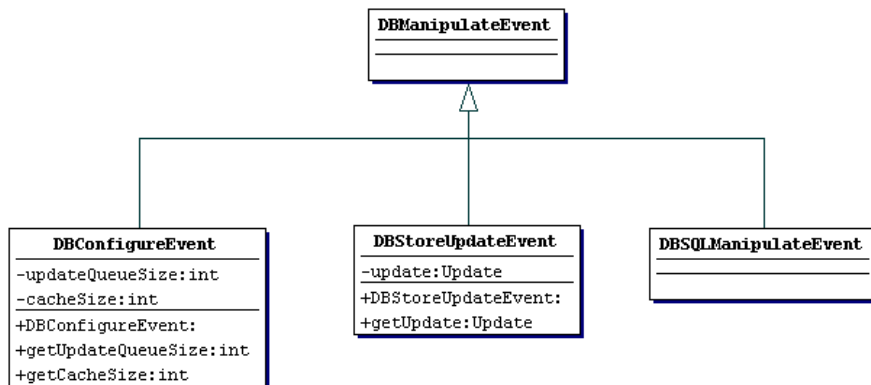 DBManipulateEvent
DBConfigureEvent
-updateQueueSize:int
-cacheSize:int
+DBConfigureEvent:
+getUpdateQueueSize:int
+getCacheSize:int
DBStoreUpdateEvent
-update:Update
+DBStoreUpdateEvent:
+getUpdate:Update
DBSQLManipulateEvent